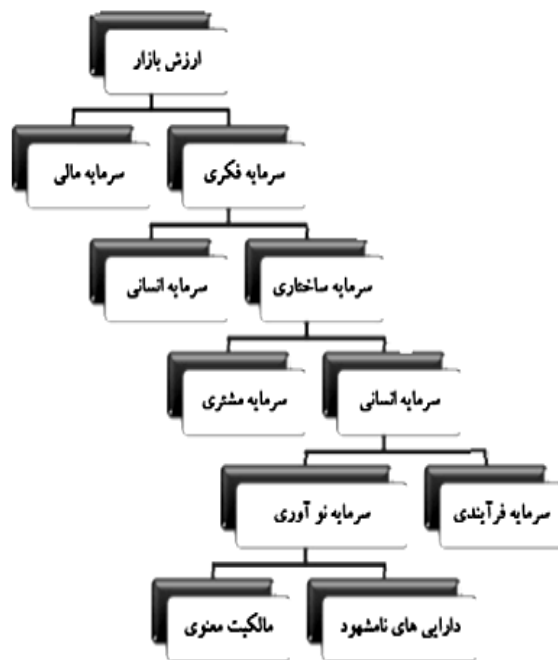 ارزش بازار
سرمایه فکری
سرمایه مالی
سرمایه ساختاری
سرمایه انسانی
سرمایه انسانی
سرمایه مشتری
سرمایه فرآیندی
سرمایه نو آوری
دارایی های نامشهود
مالکیت معنوی